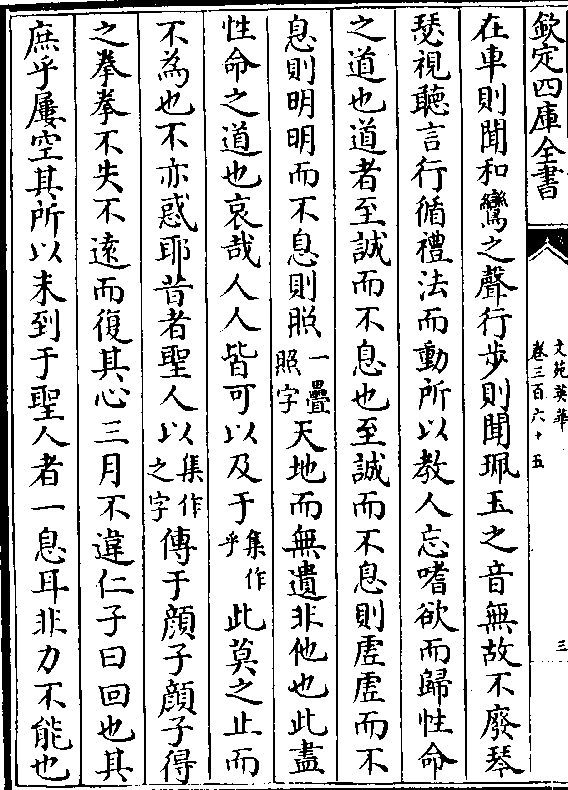 欽定四庫全書
文苑英華
卷三百六十五
三
在車則聞和鸞之聲行步則聞珮玉之音無故不廢琴
瑟視聽言行循禮法而動所以教人忘嗜欲而歸性命
之道也道者至誠而不息也至誠而不息則虛虛而不
息則明明而不息則照一疊照字天地而無遺非他也此盡
性命之道也哀哉人人皆可以及于集作乎此莫之止而
不為也不亦惑耶昔者聖人以集作之字傳于顔子顔子得
之拳拳不失不遠而復其心三月不違仁子曰回也其
庶乎屢空其所以未到于聖人者一息耳非力不能也